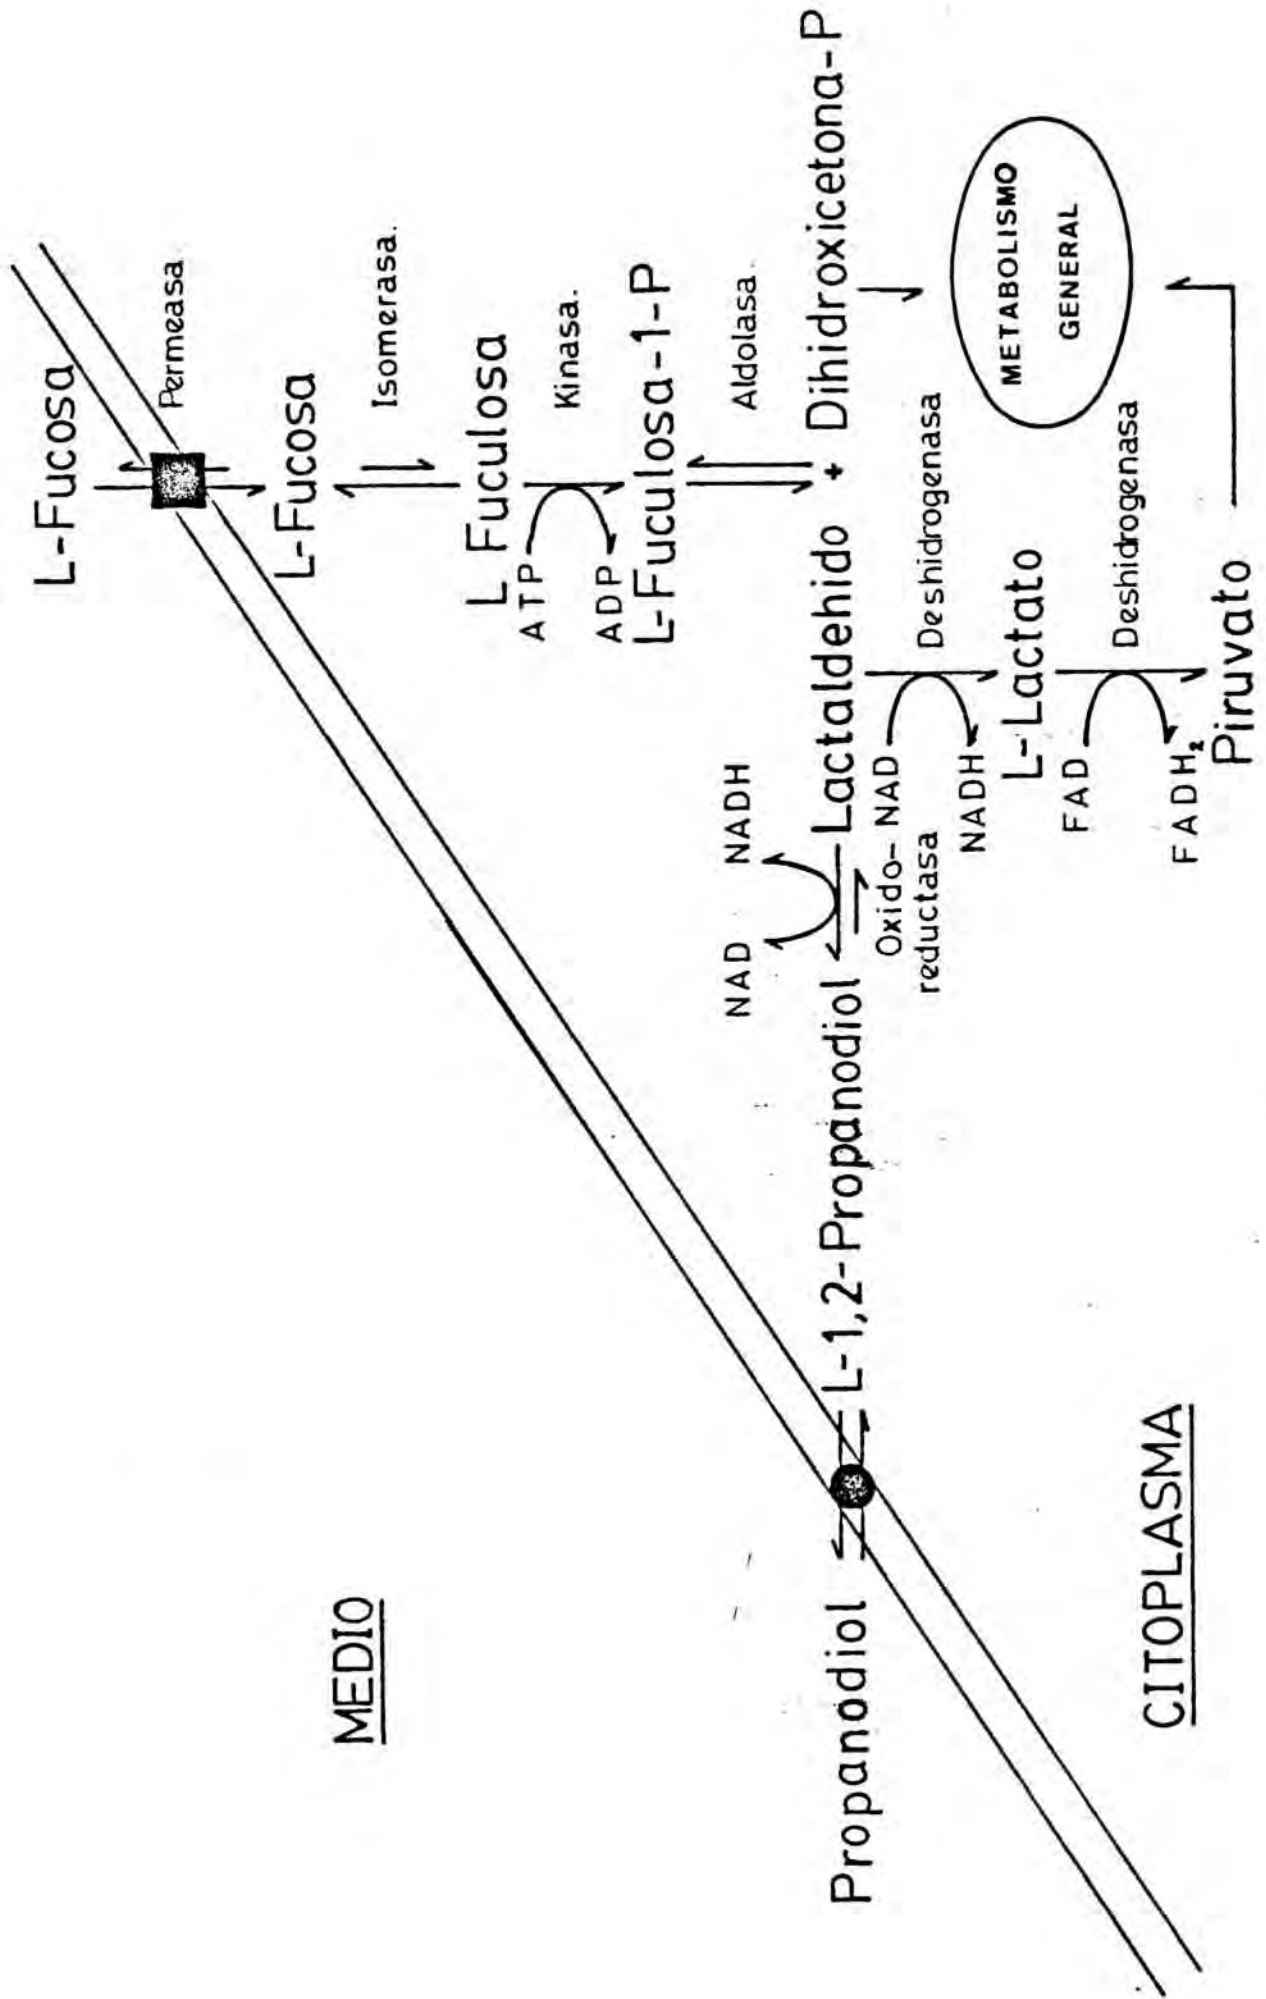 L-Fucosa
Permeasa
L-Fucosa
Isomerasa.
L Fuculosa
ATP
Kinasa.
ADP
L-Fuculosa-1-P
Aldolasa
MEDIO
NAD NADH
Propanodiol
L-1,2-Propanodiol
Lactaldehido + Dihidroxicetona-P
Oxido-
reductasa
NAD
Deshidrogenasa
NADH
L-Lactato
FAD
Deshidrogenasa
FADH₂
Piruvato
METABOLISMO
GENERAL
CITOPLASMA